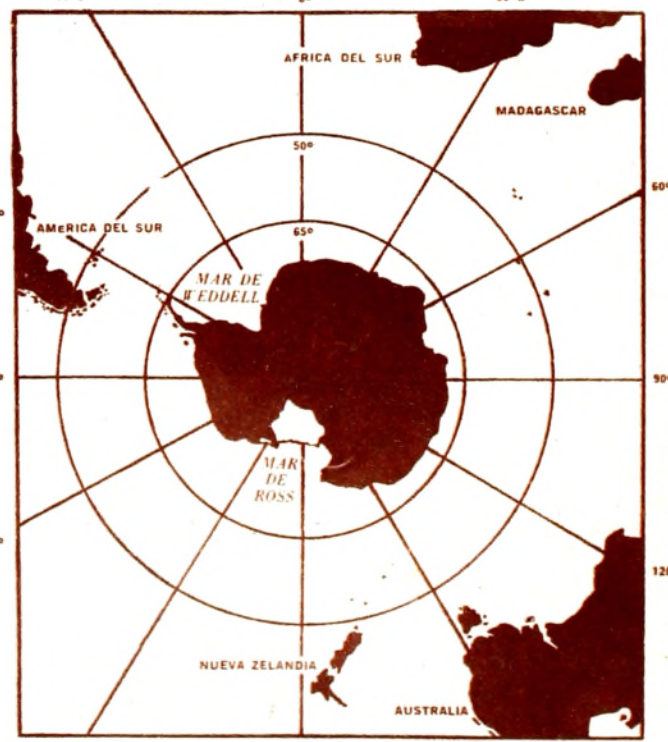 AFRICA DEL SUR
MADAGASCAR
50º
60º
AMERICA DEL SUR
65º
MAR DE
WEDDELL
90º
MAR
DE
ROSS
NUEVA ZELANDIA
AUSTRALIA